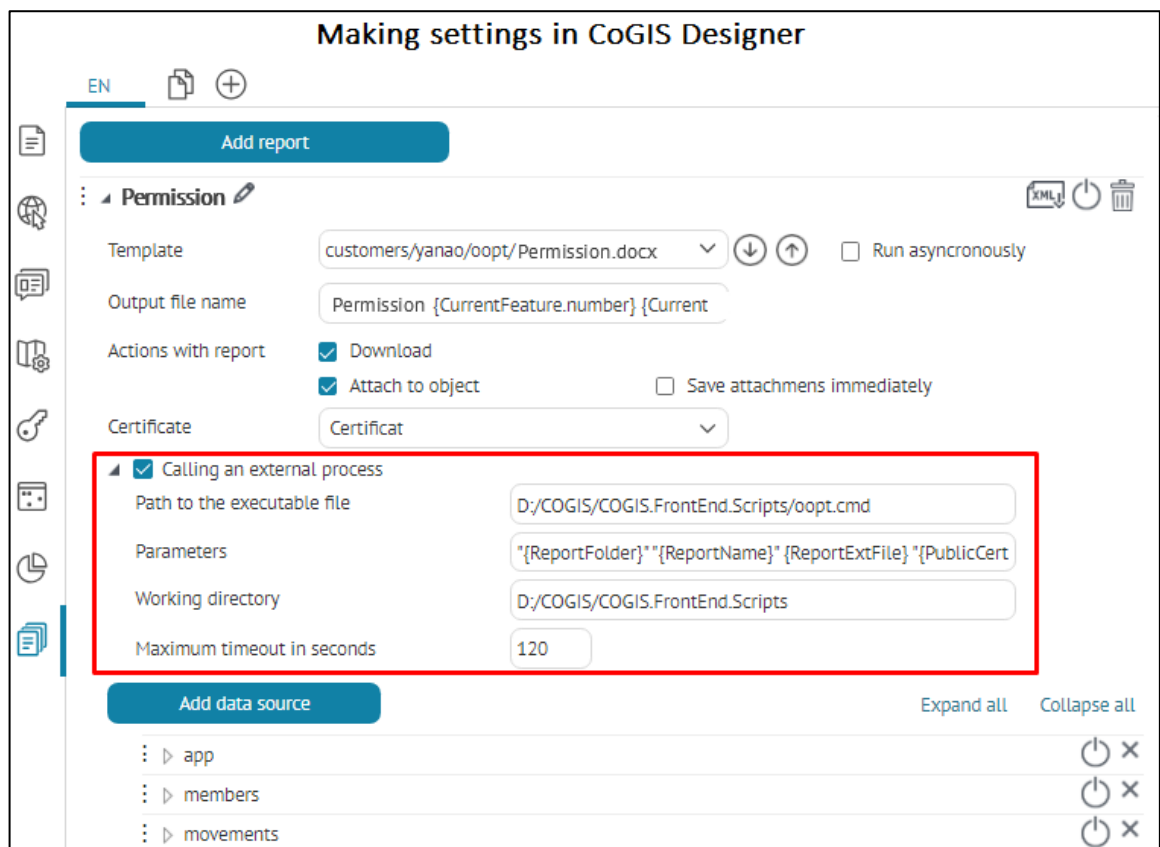 Making settings in CoGIS Designer
EN
Add report
Permission
XML
Template customers/yanao/oopt/Permission.docx Run asyncronously
Output file name Permission {CurrentFeature.number} {Current
Actions with report Download
Attach to object Save attachmens immediately
Certificate Certificat
Calling an external process
Path to the executable file D:/COGIS/COGIS.FrontEnd.Scripts/oopt.cmd
Parameters "{ReportFolder}" "{ReportName}" {ReportExtFile} "{PublicCert
Working directory D:/COGIS/COGIS.FrontEnd.Scripts
Maximum timeout in seconds 120
Add data source Expand all Collapse all
app
members
movements